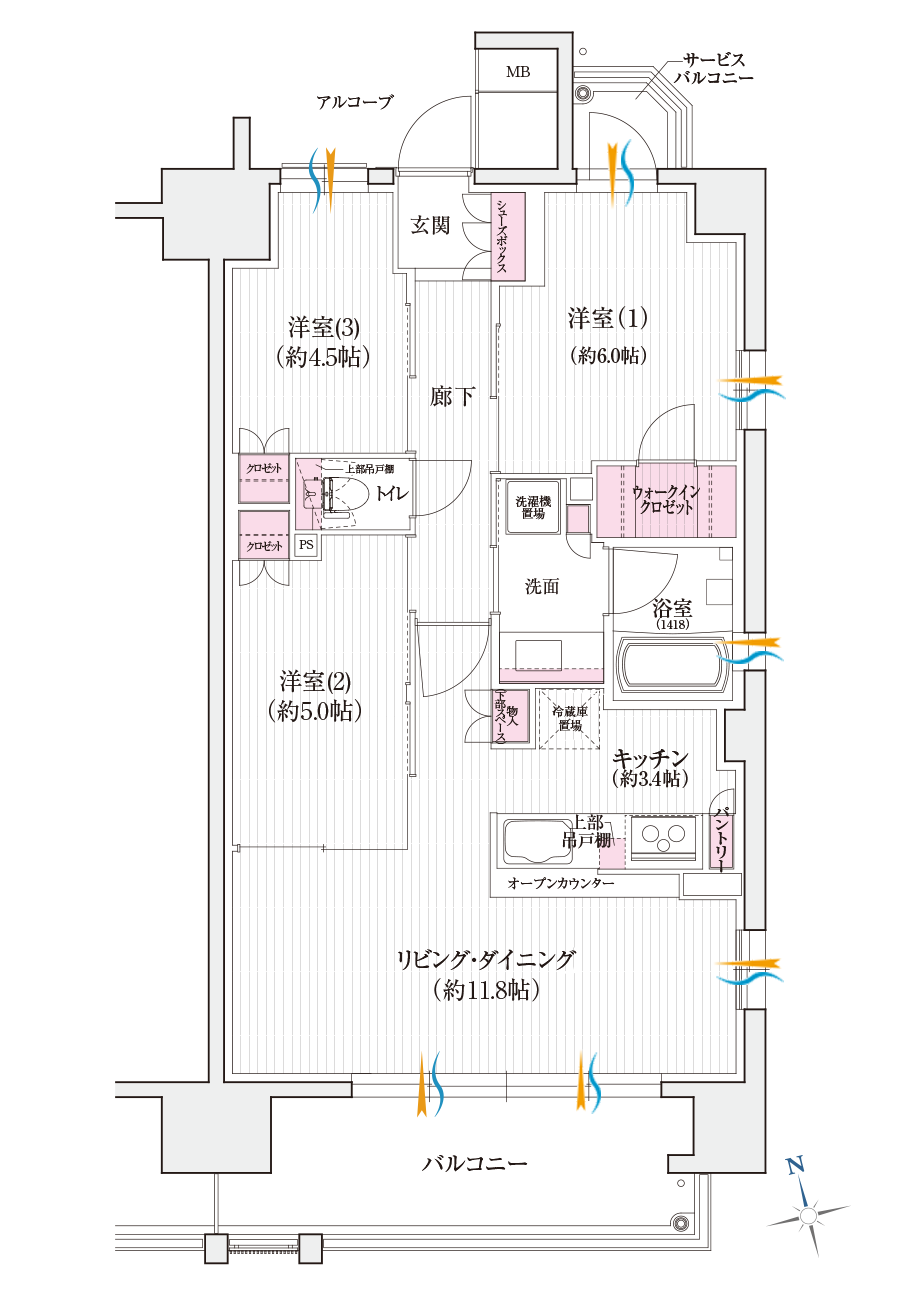 サービス
バルコニー
MB
アルコーブ
玄関
シューズボックス
洋室(3)
(約4.5帖)
洋室(1)
(約6.0帖)
廊下
クロゼット
上部吊戸棚
トイレ
洗濯機
置場
ウォークイン
クロゼット
クロゼット
PS
洗面
浴室
(1418)
洋室(2)
(約5.0帖)
物入
(下部スペース)
冷蔵庫
置場
キッチン
(約3.4帖)
上部
吊戸棚
パントリー
オープンカウンター
リビング・ダイニング
(約11.8帖)
バルコニー
N